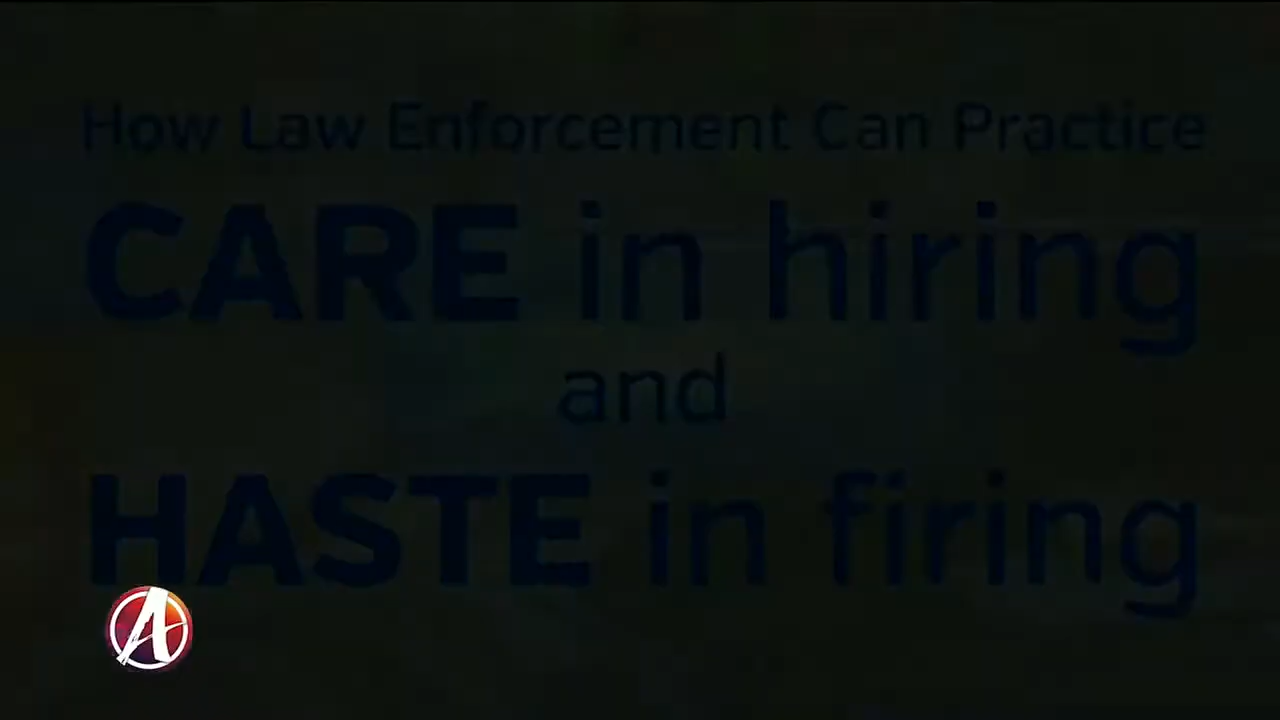 How Law Enforcement Can Practice
CARE in hiring
and
HASTE in firing
A